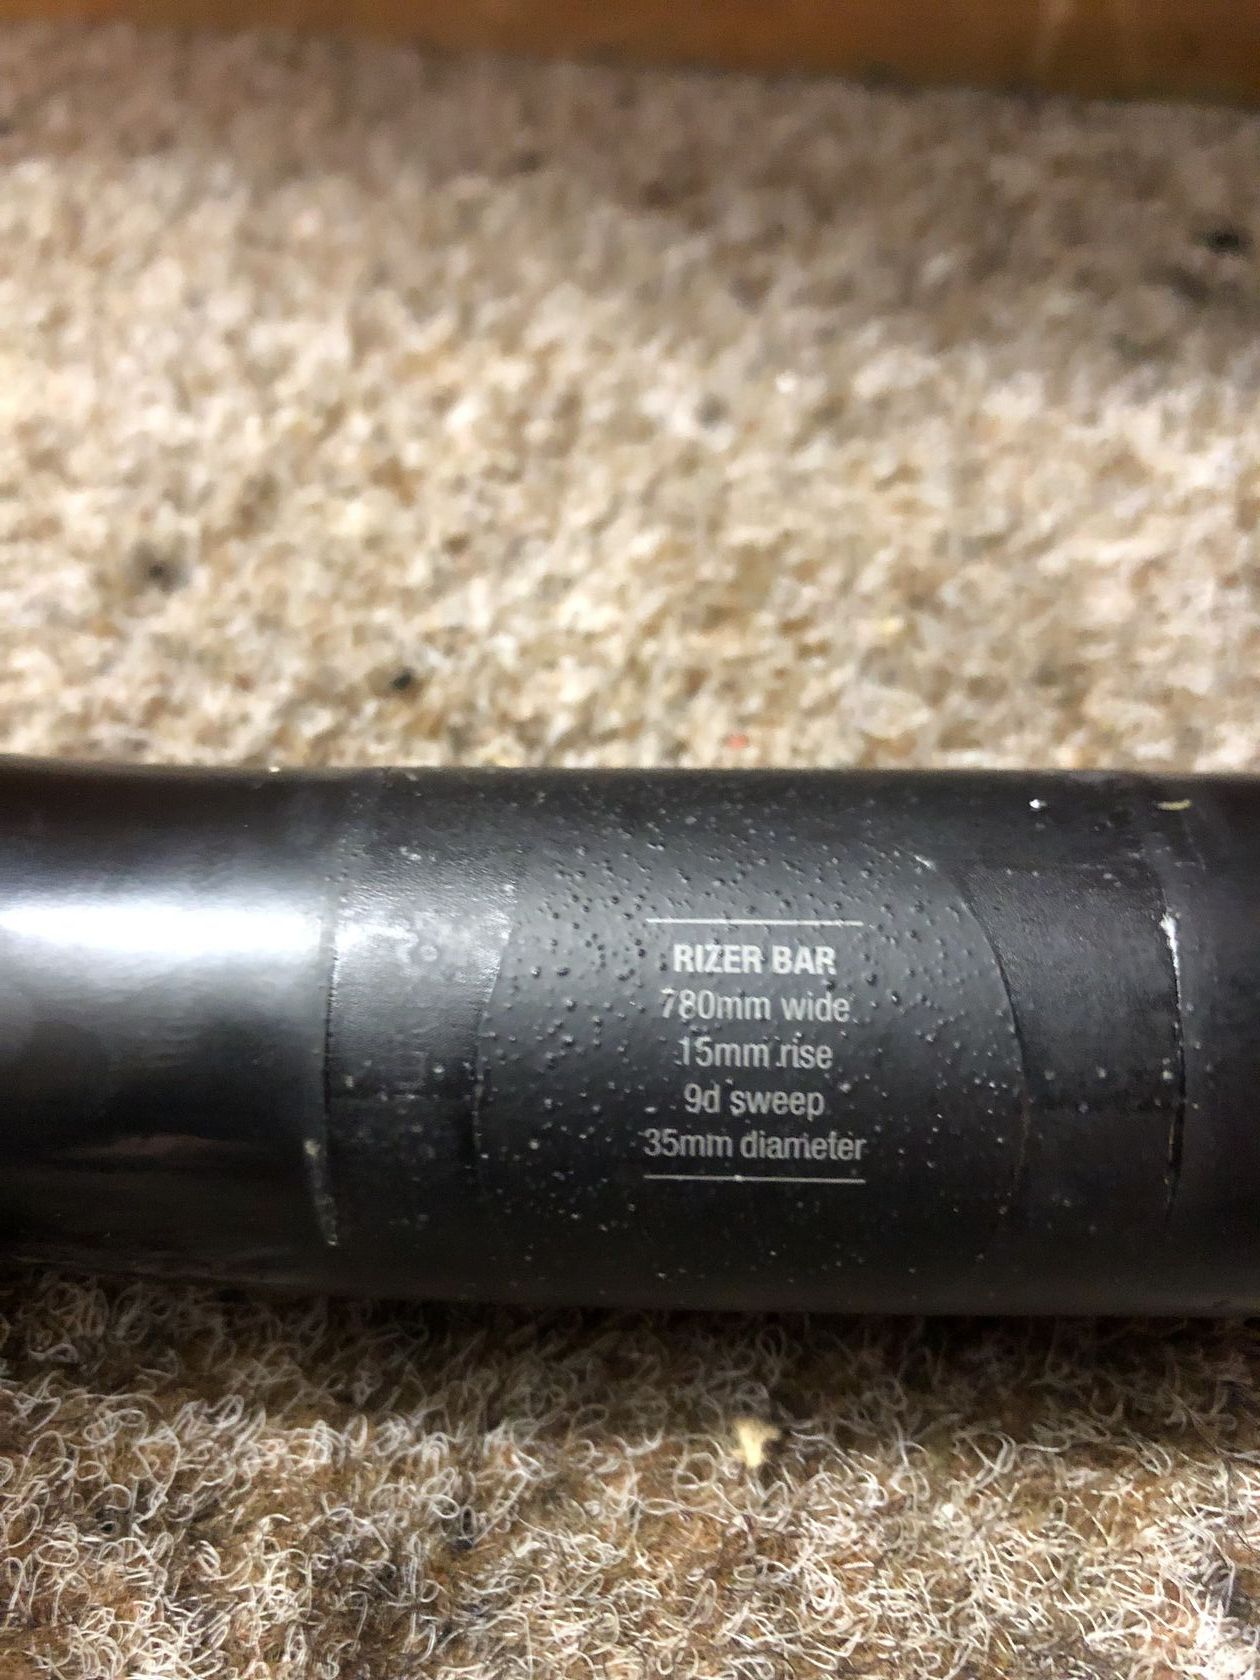 RIZER BAR
780mm wide
15mm rise
9d sweep
35mm diameter